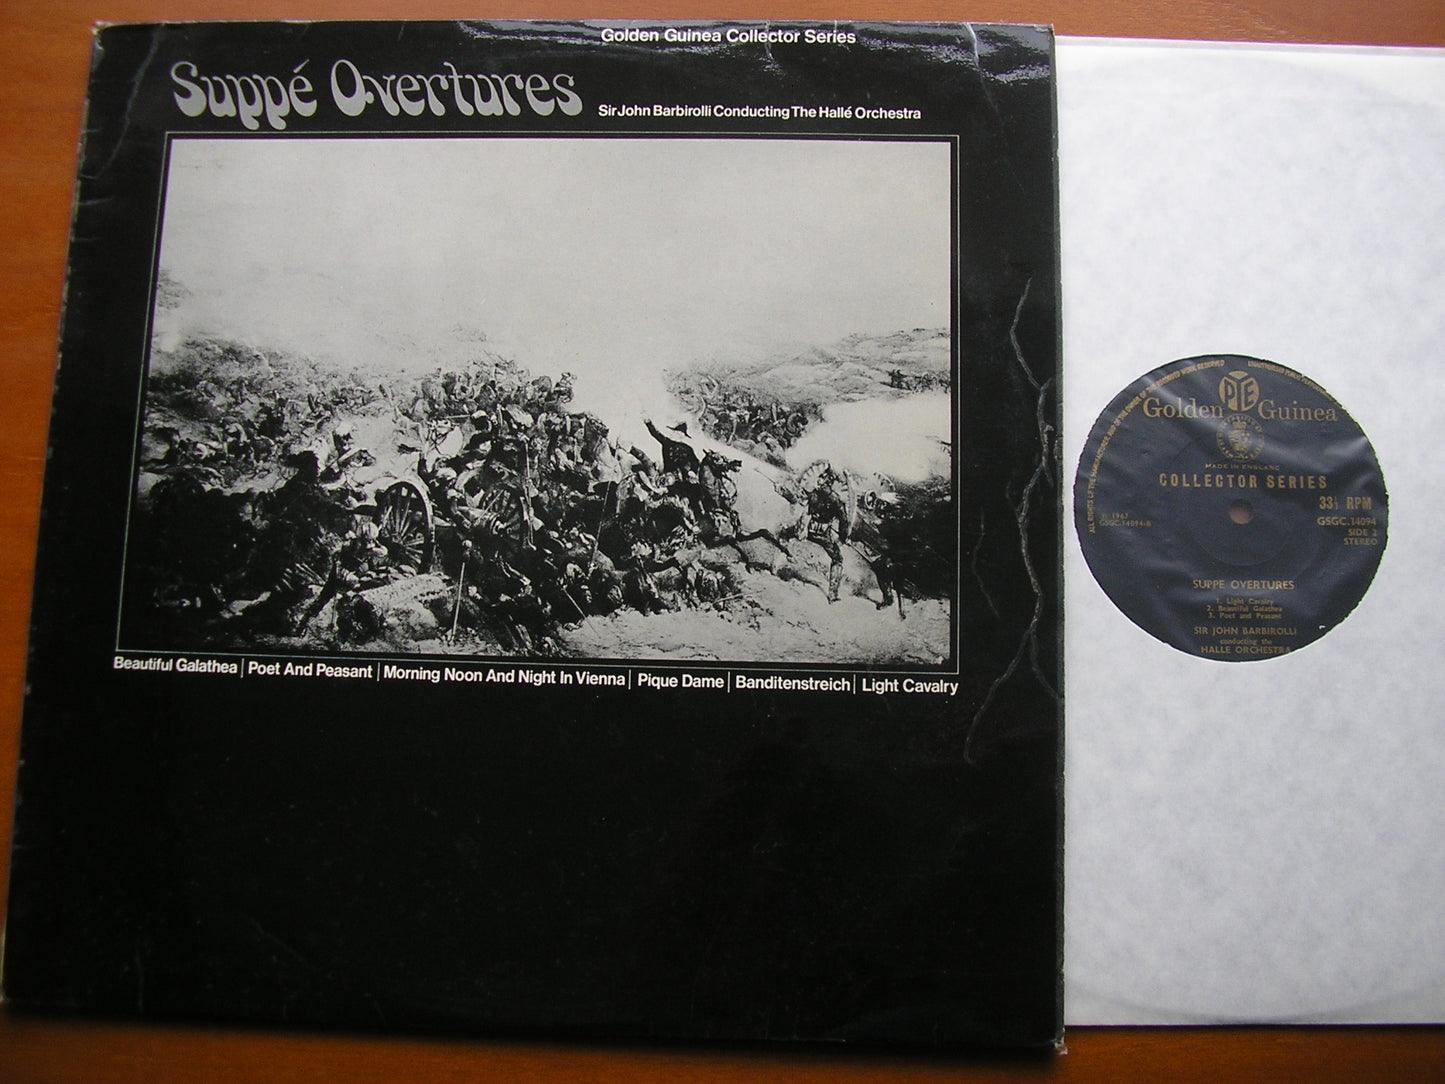 Golden Guinea Collector Series
Suppé Overtures
Sir John Barbirolli Conducting The Hallé Orchestra
Beautiful Galathea | Poet And Peasant | Morning Noon And Night In Vienna | Pique Dame | Banditenstreich | Light Cavalry
PYE
Golden Guinea
MADE IN ENGLAND
COLLECTOR SERIES
33⅓ RPM
℗ 1967
GSGC.14094-B
GSGC.14094
SIDE 2
STEREO
SUPPE OVERTURES
1. Light Cavalry
2. Beautiful Galathea
3. Poet and Peasant
SIR JOHN BARBIROLLI
conducting the
HALLE ORCHESTRA